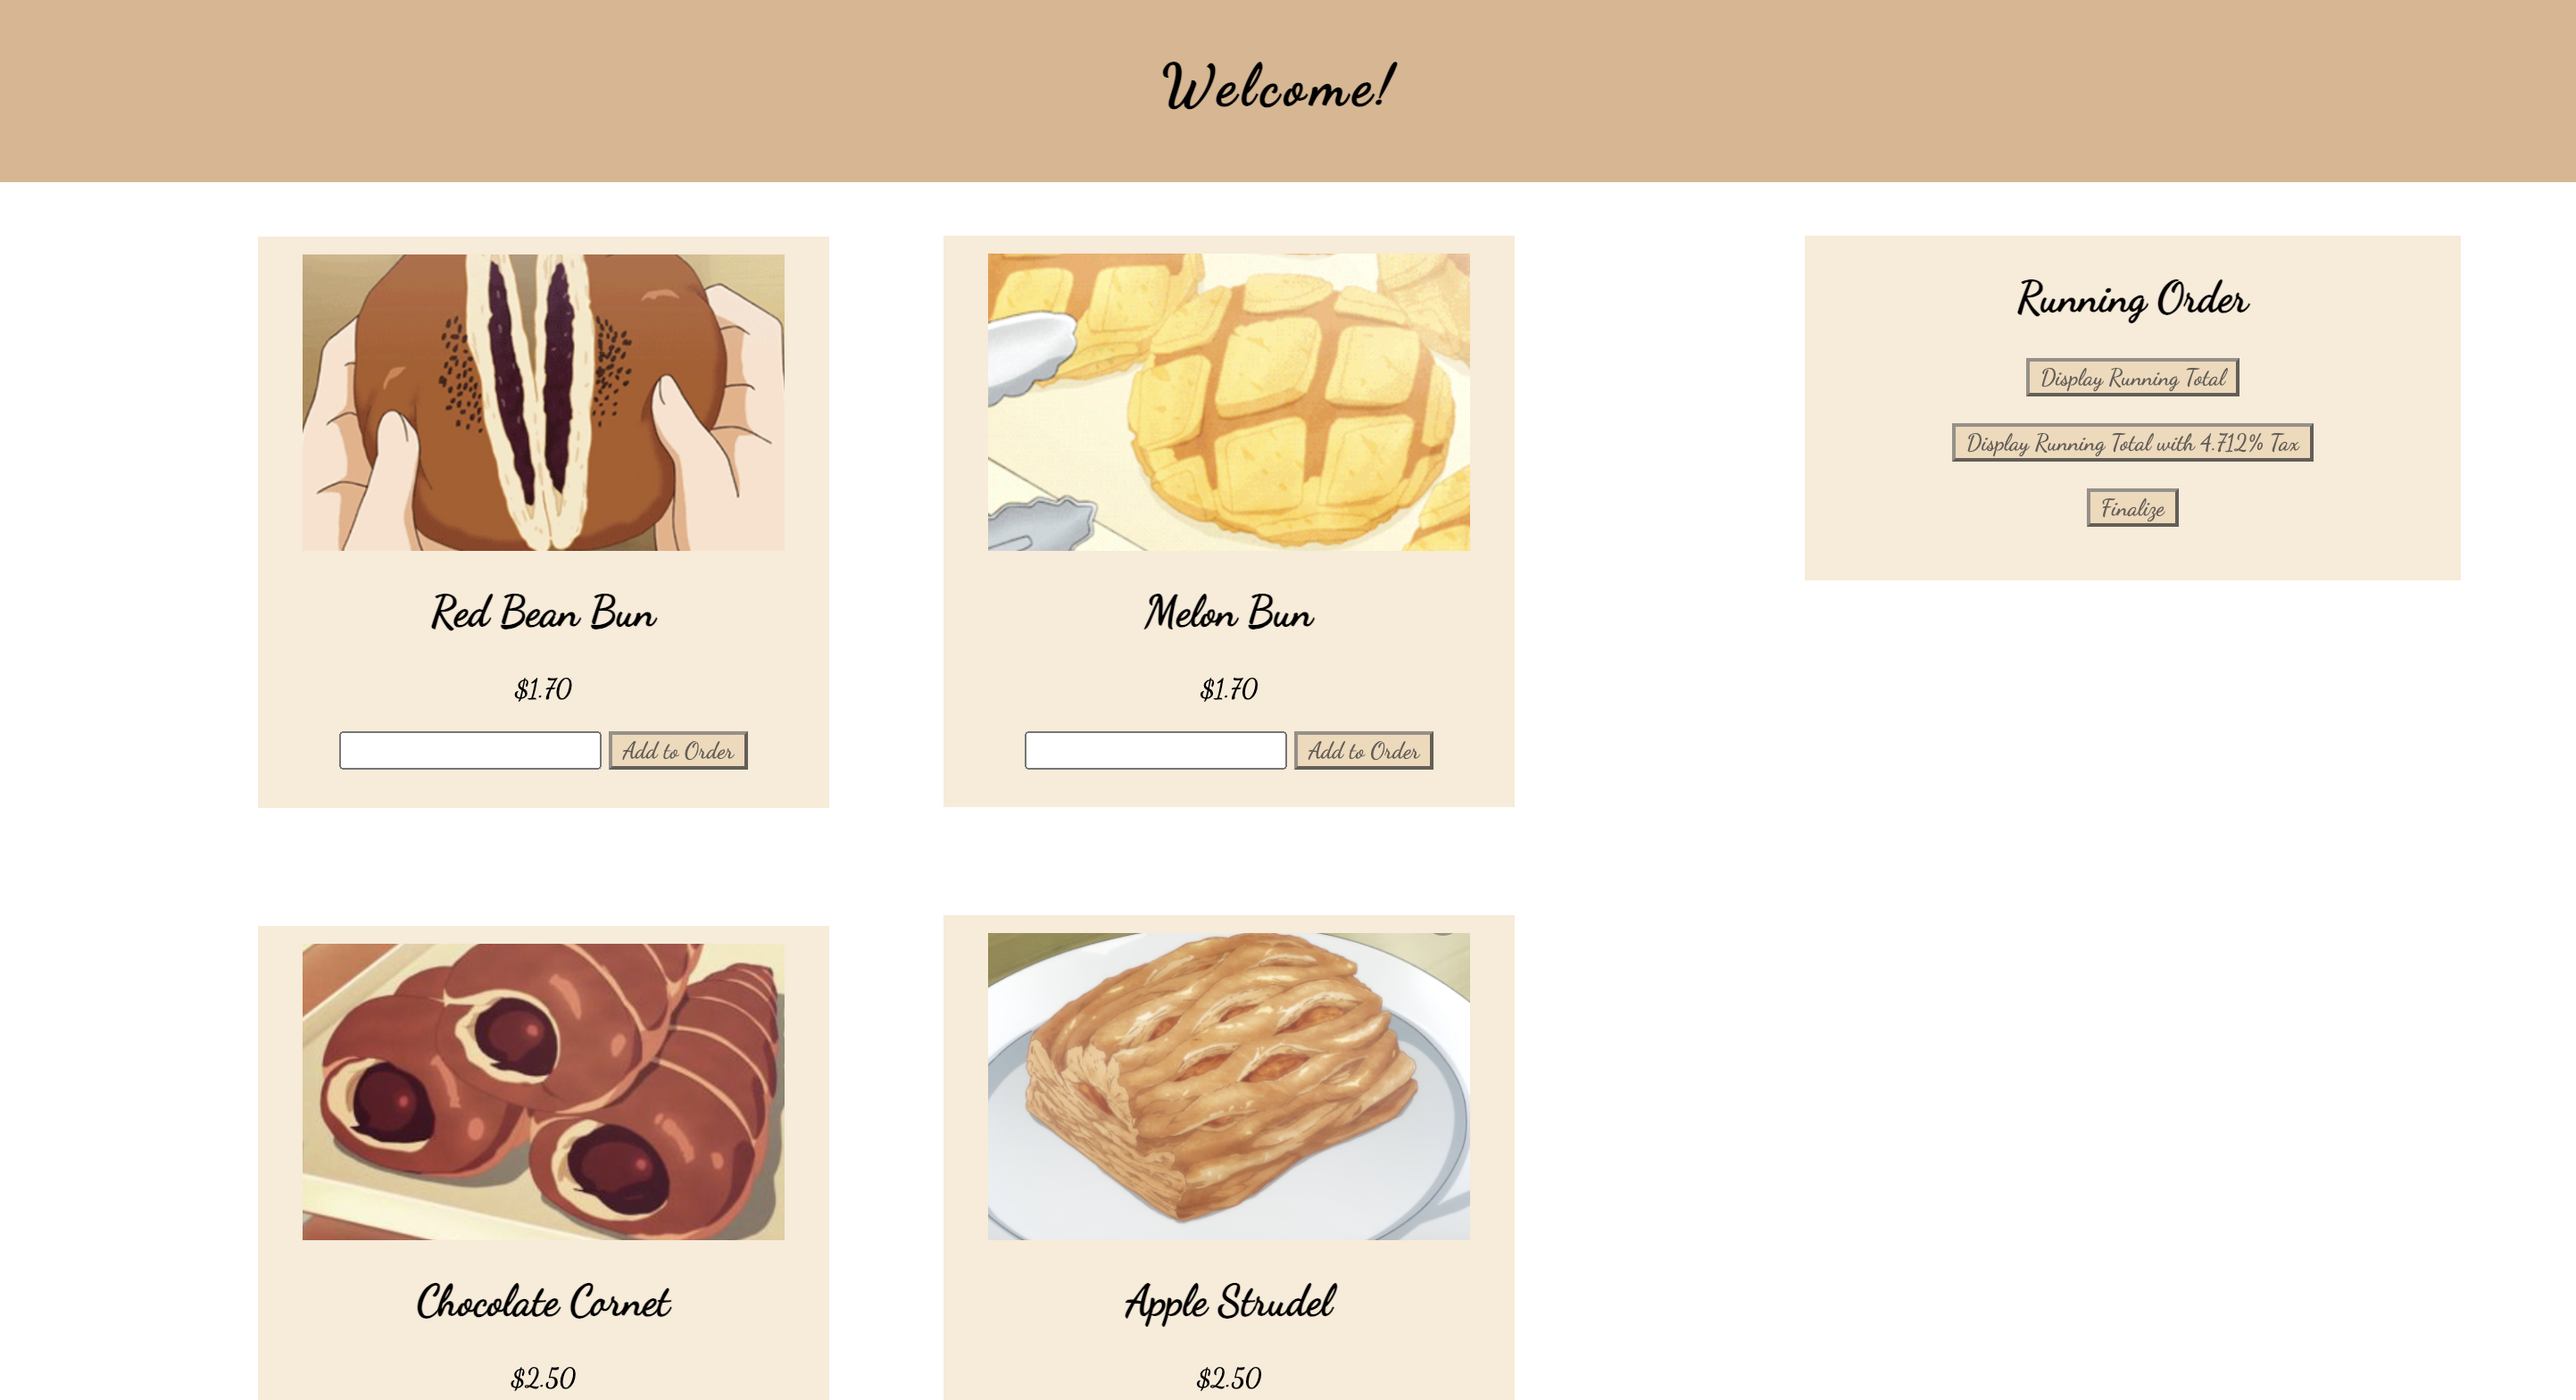 Welcome!
Red Bean Bun
$1.70
Add to Order
Melon Bun
$1.70
Add to Order
Running Order
Display Running Total
Display Running Total with 4.712% Tax
Finalize
Chocolate Cornet
$2.50
Apple Strudel
$2.50